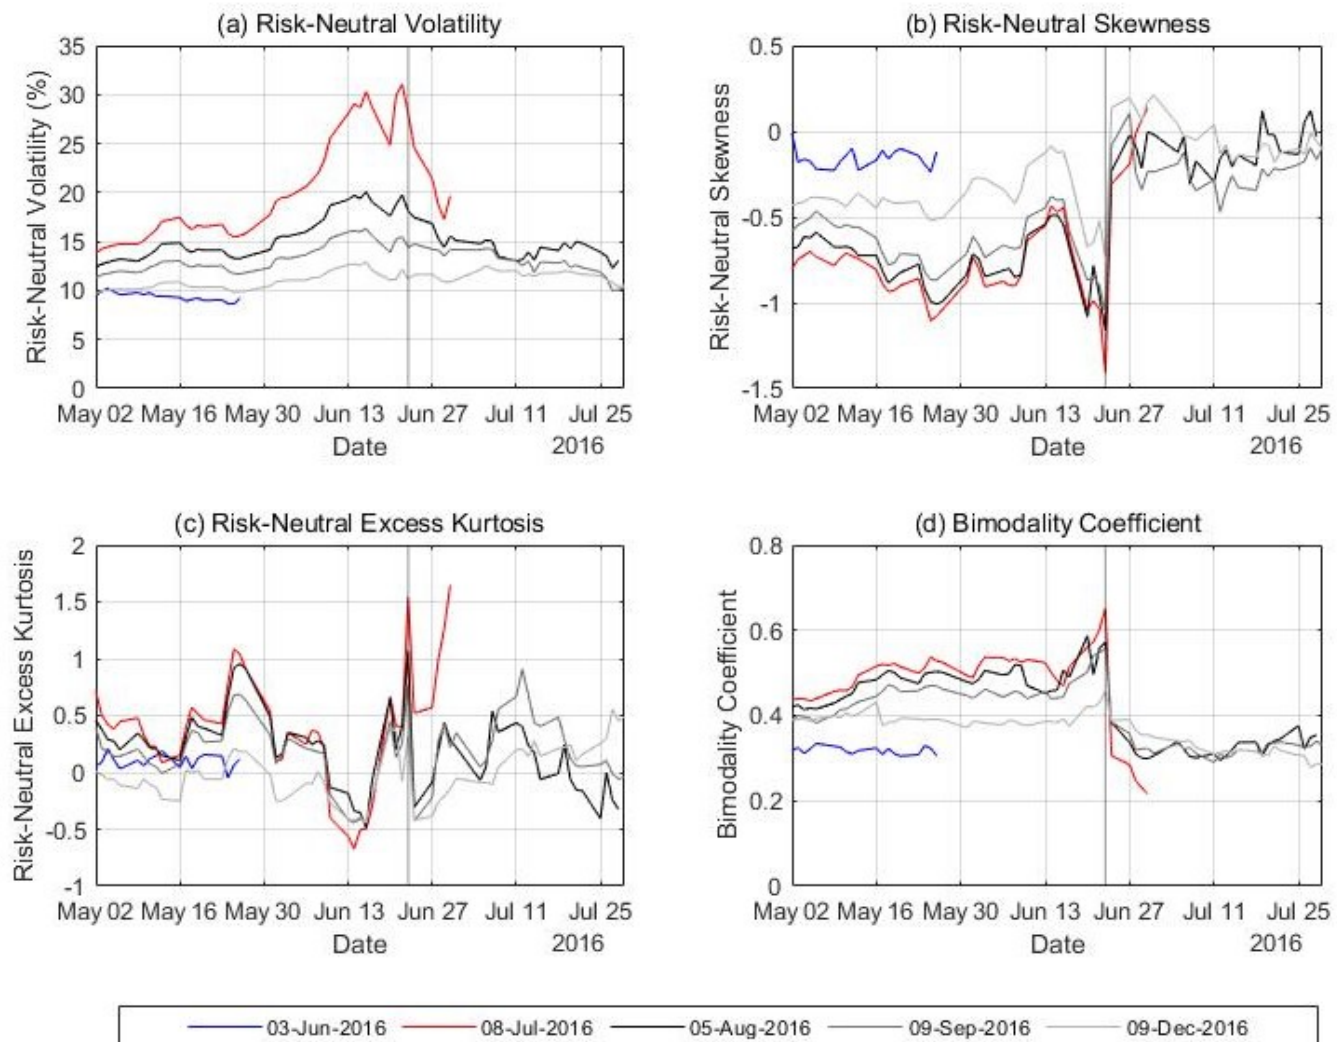 (a) Risk-Neutral Volatility
Risk-Neutral Volatility (%)
35
30
25
20
15
10
5
0
May 02 May 16 May 30 Jun 13 Jun 27 Jul 11 Jul 25
Date
2016
(b) Risk-Neutral Skewness
Risk-Neutral Skewness
0.5
0
-0.5
-1
-1.5
May 02 May 16 May 30 Jun 13 Jun 27 Jul 11 Jul 25
Date
2016
(c) Risk-Neutral Excess Kurtosis
Risk-Neutral Excess Kurtosis
2
1.5
1
0.5
0
-0.5
-1
May 02 May 16 May 30 Jun 13 Jun 27 Jul 11 Jul 25
Date
2016
(d) Bimodality Coefficient
Bimodality Coefficient
0.8
0.6
0.4
0.2
0
May 02 May 16 May 30 Jun 13 Jun 27 Jul 11 Jul 25
Date
2016
03-Jun-2016 08-Jul-2016 05-Aug-2016 09-Sep-2016 09-Dec-2016